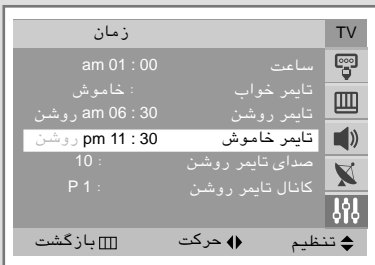 زمان TV
ساعت am 01 : 00
تایمر خواب : خاموش
تایمر روشن am 06 : 30 روشن
تایمر خاموش pm 11 : 30 روشن
صدای تایمر روشن : 10
کانال تایمر روشن : P 1
تنظیم حرکت بازگشت